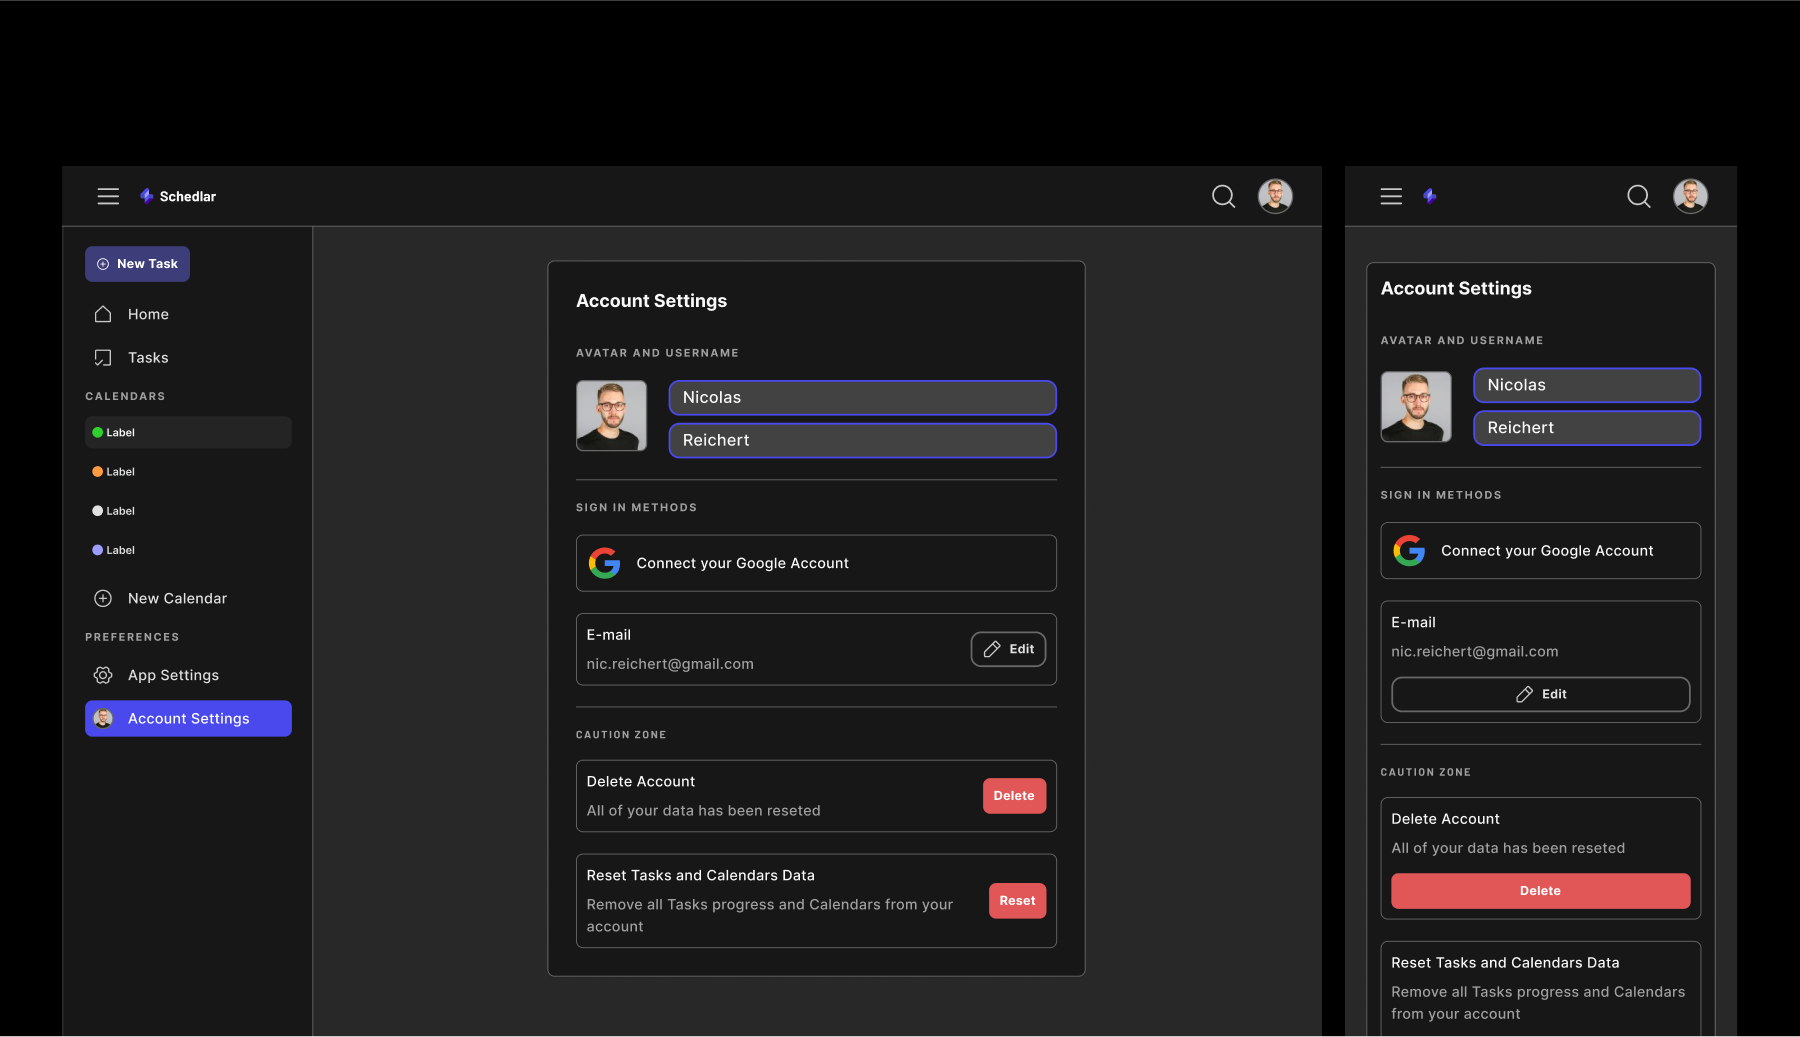 Schedlar
New Task
Home
Tasks
CALENDARS
Label
Label
Label
Label
New Calendar
PREFERENCES
App Settings
Account Settings
Account Settings
AVATAR AND USERNAME
Nicolas
Reichert
SIGN IN METHODS
Connect your Google Account
E-mail
nic.reichert@gmail.com
Edit
CAUTION ZONE
Delete Account
All of your data has been reseted
Delete
Reset Tasks and Calendars Data
Remove all Tasks progress and Calendars from your
account
Reset
Account Settings
AVATAR AND USERNAME
Nicolas
Reichert
SIGN IN METHODS
Connect your Google Account
E-mail
nic.reichert@gmail.com
Edit
CAUTION ZONE
Delete Account
All of your data has been reseted
Delete
Reset Tasks and Calendars Data
Remove all Tasks progress and Calendars
from your account